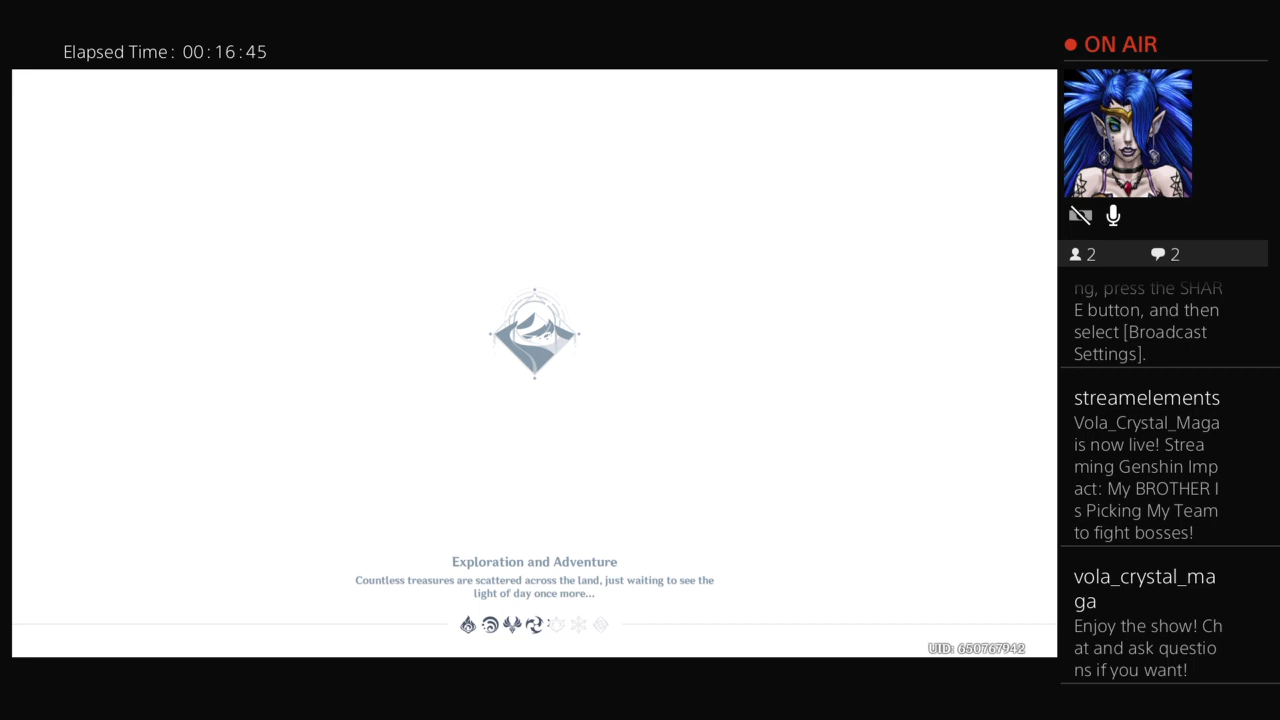 Elapsed Time: 00:16:45
ON AIR
2 2
ng, press the SHAR
E button, and then
select [Broadcast
Settings].
streamelements
Vola_Crystal_Maga
is now live! Strea
ming Genshin Imp
act: My BROTHER I
s Picking My Team
to fight bosses!
vola_crystal_ma
ga
Enjoy the show! Ch
at and ask questio
ns if you want!
Exploration and Adventure
Countless treasures are scattered across the land, just waiting to see the
light of day once more...
UID: 650767942